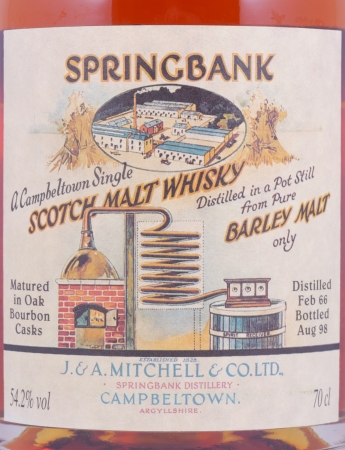 SPRINGBANK
A Campbeltown Single
SCOTCH MALT WHISKY
Distilled in a Pot Still
from Pure
BARLEY MALT
only
Matured
in Oak
Bourbon
Casks
Distilled
Feb 66
Bottled
Aug 98
SPIRIT RECEIVER
ESTABLISHED 1828.
J. & A. MITCHELL & CO. LTD.,
SPRINGBANK DISTILLERY
CAMPBELTOWN.
ARGYLLSHIRE.
54.2% vol
70 cl